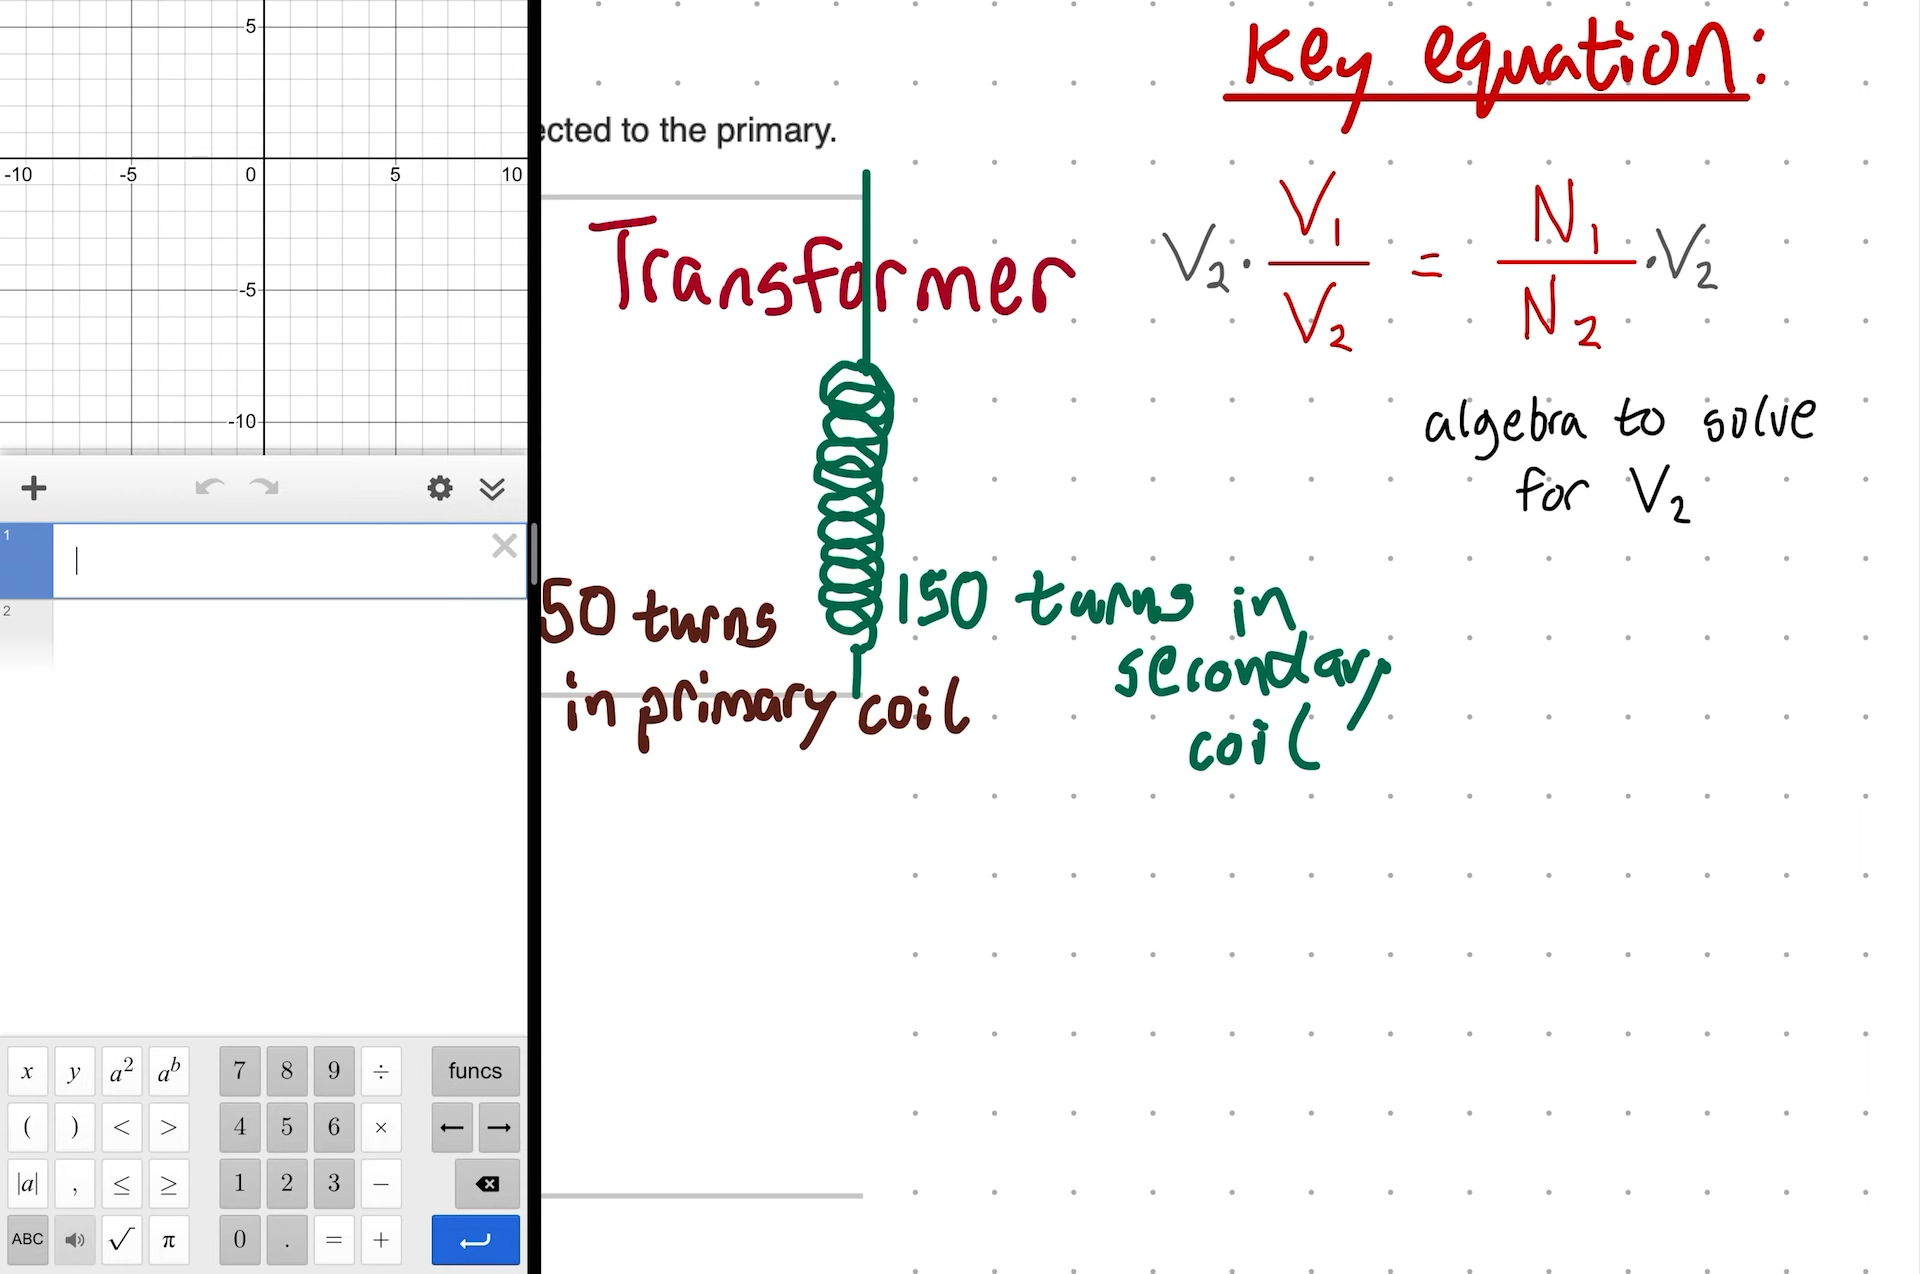 5
-10 -5 0 5 10
-5
-10
1
2
x y a² aᵇ 7 8 9 ÷ funcs
( ) < > 4 5 6 × ← →
|a| , ≤ ≥ 1 2 3 −
ABC √ π 0 . = +
ected to the primary.
Transformer
50 turns
in primary coil
150 turns in
secondary
coil
Key equation:
V₂ · V₁/V₂ = N₁/N₂ · V₂
algebra to solve
for V₂